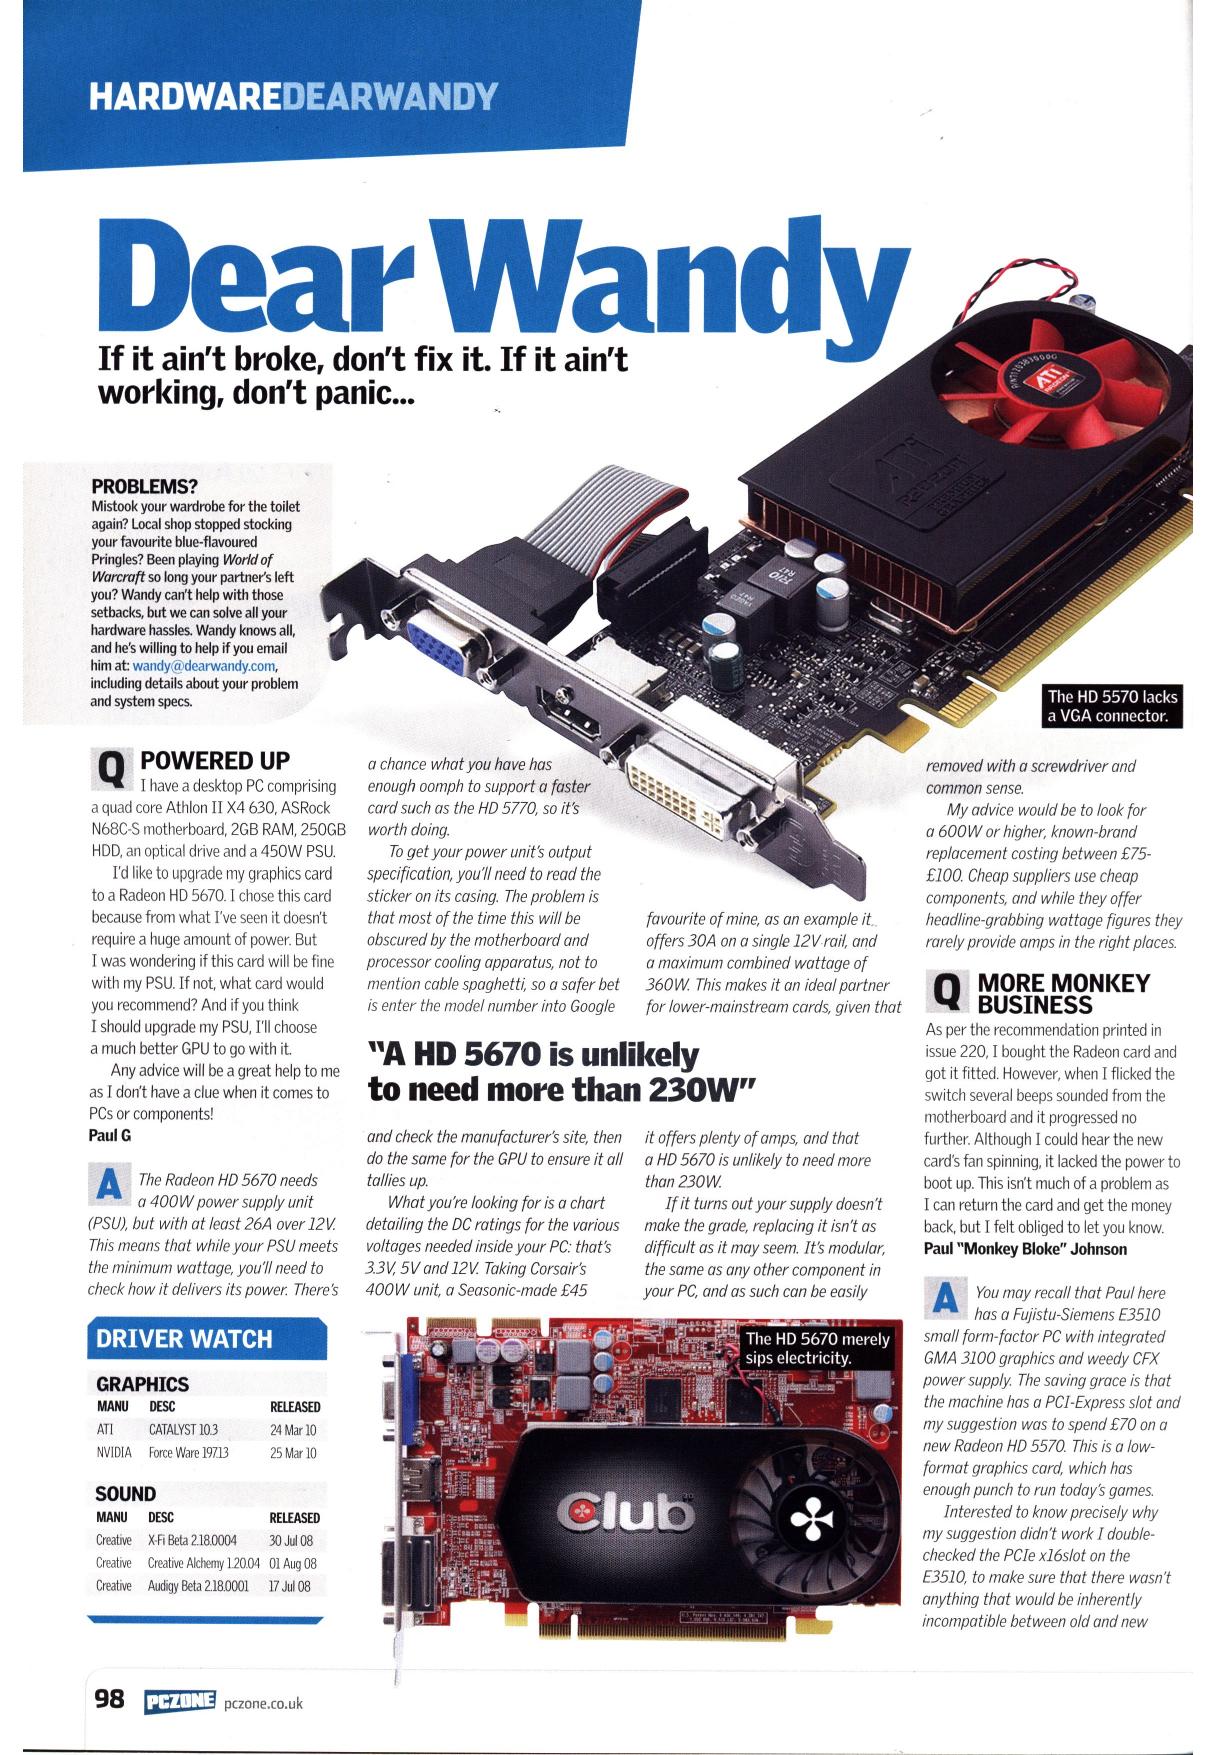 HARDWAREDEARWANDY
Dear Wandy
If it ain't broke, don't fix it. If it ain't
working, don't panic...
PROBLEMS?
Mistook your wardrobe for the toilet
again? Local shop stopped stocking
your favourite blue-flavoured
Pringles? Been playing World of
Warcraft so long your partner's left
you? Wandy can't help with those
setbacks, but we can solve all your
hardware hassles. Wandy knows all,
and he's willing to help if you email
him at: wandy@dearwandy.com,
including details about your problem
and system specs.
ATI
RADEON
The HD 5570 lacks
a VGA connector.
Q POWERED UP
I have a desktop PC comprising
a quad core Athlon II X4 630, ASRock
N68C-S motherboard, 2GB RAM, 250GB
HDD, an optical drive and a 450W PSU.
I'd like to upgrade my graphics card
to a Radeon HD 5670. I chose this card
because from what I've seen it doesn't
require a huge amount of power. But
I was wondering if this card will be fine
with my PSU. If not, what card would
you recommend? And if you think
I should upgrade my PSU, I'll choose
a much better GPU to go with it.
Any advice will be a great help to me
as I don't have a clue when it comes to
PCs or components!
Paul G
A The Radeon HD 5670 needs
a 400W power supply unit
(PSU), but with at least 26A over 12V.
This means that while your PSU meets
the minimum wattage, you'll need to
check how it delivers its power. There's
a chance what you have has
enough oomph to support a faster
card such as the HD 5770, so it's
worth doing.
To get your power unit's output
specification, you'll need to read the
sticker on its casing. The problem is
that most of the time this will be
obscured by the motherboard and
processor cooling apparatus, not to
mention cable spaghetti, so a safer bet
is enter the model number into Google
"A HD 5670 is unlikely
to need more than 230W"
and check the manufacturer's site, then
do the same for the GPU to ensure it all
tallies up.
What you're looking for is a chart
detailing the DC ratings for the various
voltages needed inside your PC: that's
3.3V, 5V and 12V. Taking Corsair's
400W unit, a Seasonic-made £45
favourite of mine, as an example it
offers 30A on a single 12V rail, and
a maximum combined wattage of
360W. This makes it an ideal partner
for lower-mainstream cards, given that
it offers plenty of amps, and that
a HD 5670 is unlikely to need more
than 230W.
If it turns out your supply doesn't
make the grade, replacing it isn't as
difficult as it may seem. It's modular,
the same as any other component in
your PC, and as such can be easily
removed with a screwdriver and
common sense.
My advice would be to look for
a 600W or higher, known-brand
replacement costing between £75-
£100. Cheap suppliers use cheap
components, and while they offer
headline-grabbing wattage figures they
rarely provide amps in the right places.
Q MORE MONKEY
BUSINESS
As per the recommendation printed in
issue 220, I bought the Radeon card and
got it fitted. However, when I flicked the
switch several beeps sounded from the
motherboard and it progressed no
further. Although I could hear the new
card's fan spinning, it lacked the power to
boot up. This isn't much of a problem as
I can return the card and get the money
back, but I felt obliged to let you know.
Paul "Monkey Bloke" Johnson
A You may recall that Paul here
has a Fujistu-Siemens E3510
small form-factor PC with integrated
GMA 3100 graphics and weedy CFX
power supply. The saving grace is that
the machine has a PCI-Express slot and
my suggestion was to spend £70 on a
new Radeon HD 5570. This is a low-
format graphics card, which has
enough punch to run today's games.
Interested to know precisely why
my suggestion didn't work I double-
checked the PCIe x16slot on the
E3510, to make sure that there wasn't
anything that would be inherently
incompatible between old and new
DRIVER WATCH
GRAPHICS
MANU DESC RELEASED
ATI CATALYST 10.3 24 Mar 10
NVIDIA Force Ware 197.13 25 Mar 10
SOUND
MANU DESC RELEASED
Creative X-Fi Beta 2.18.0004 30 Jul 08
Creative Creative Alchemy 1.20.04 01 Aug 08
Creative Audigy Beta 2.18.0001 17 Jul 08
The HD 5670 merely
sips electricity.
Club
98 PCZONE pczone.co.uk